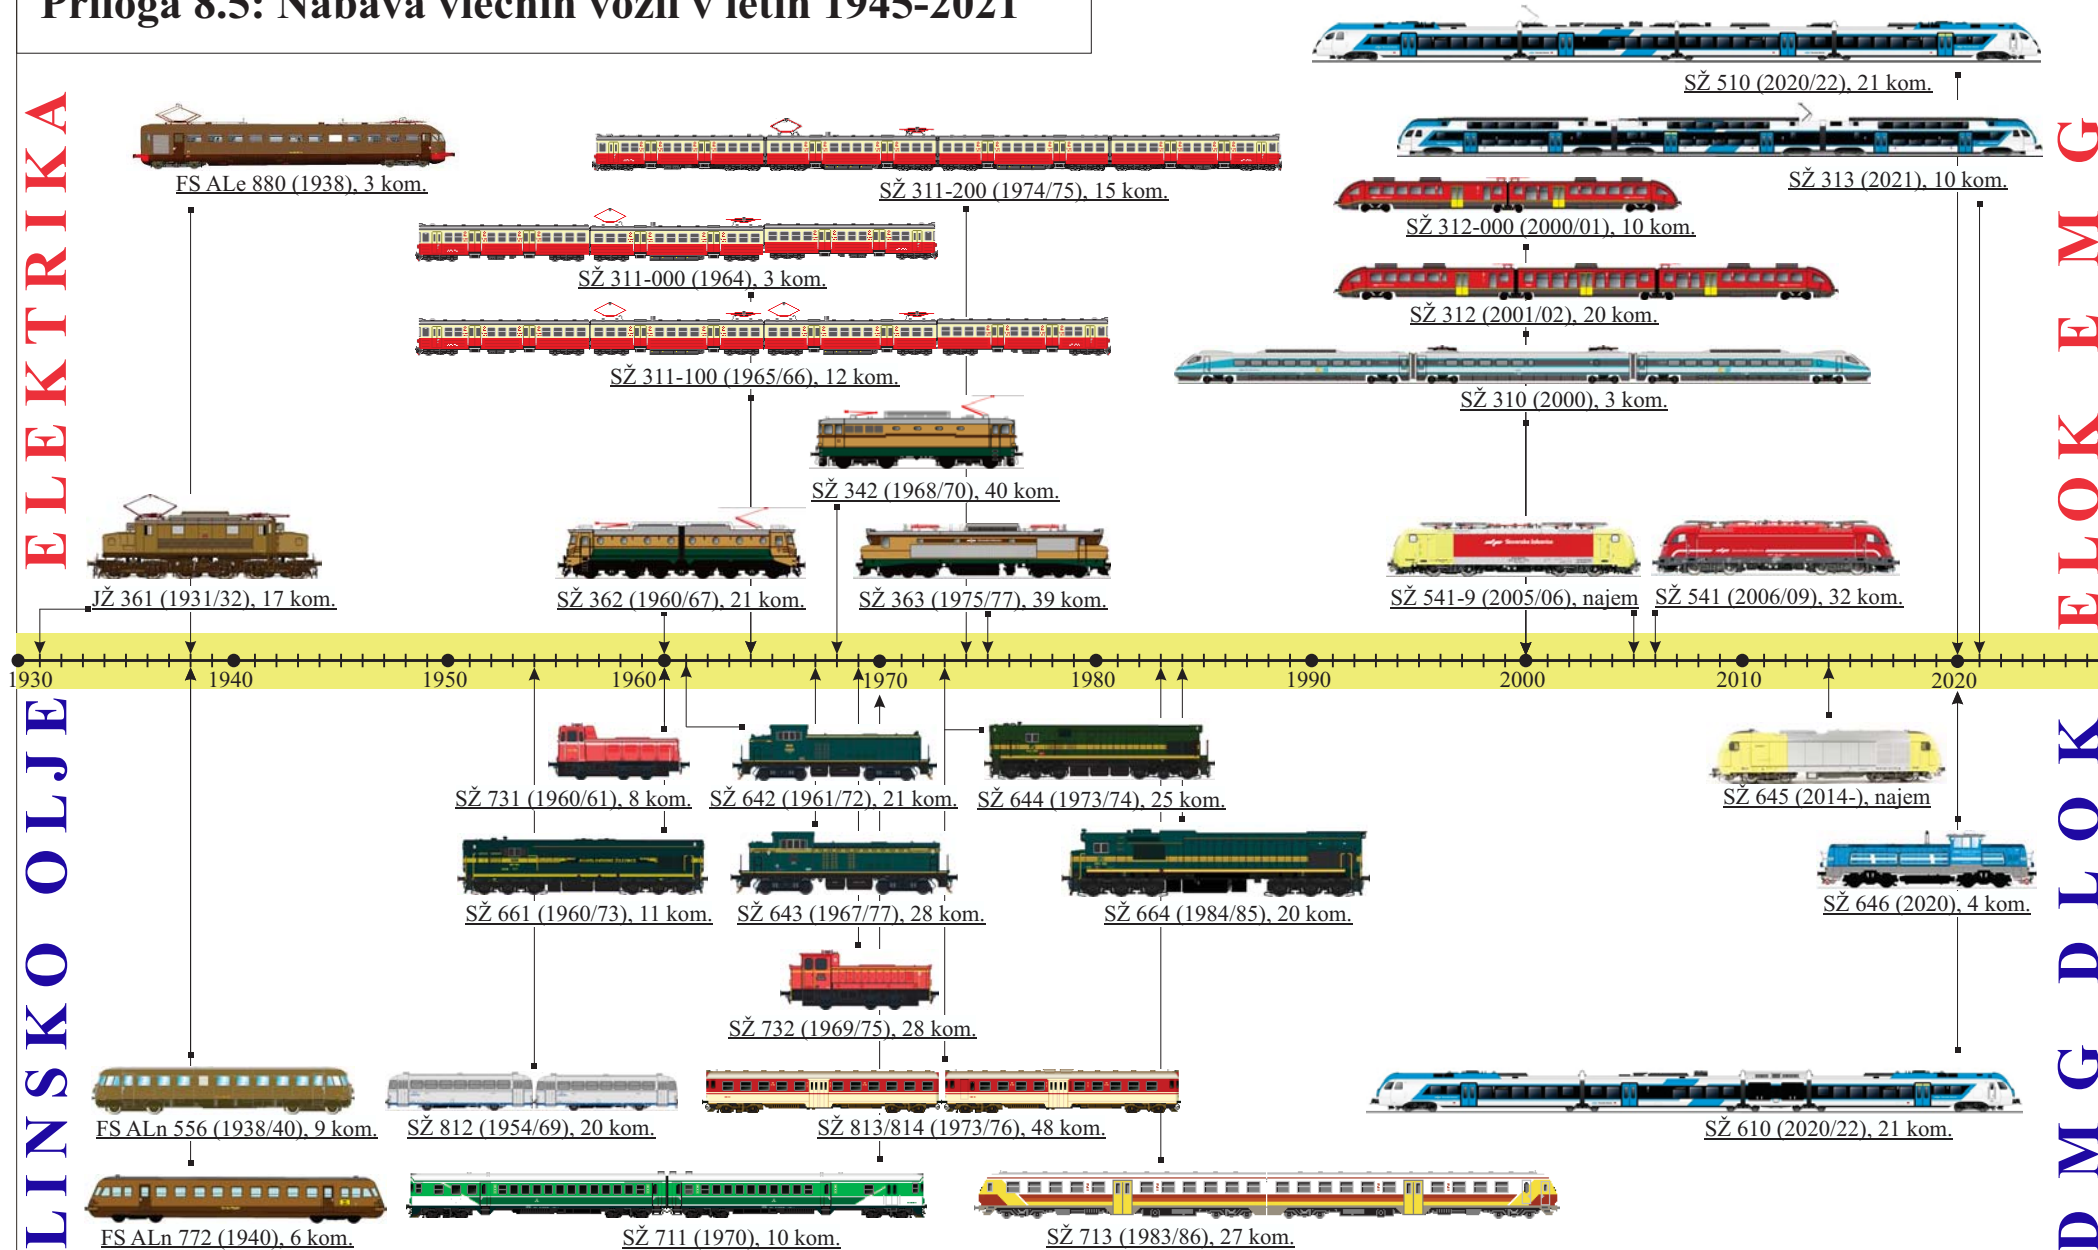 Priloga 8.5: Nabava vlečnih vozil v letih 1945-2021
ELEKTRIKA
ELOK EMG
SŽ 510 (2020/22), 21 kom.
FS ALe 880 (1938), 3 kom.
SŽ 311-200 (1974/75), 15 kom.
SŽ 313 (2021), 10 kom.
SŽ 312-000 (2000/01), 10 kom.
SŽ 311-000 (1964), 3 kom.
SŽ 312 (2001/02), 20 kom.
SŽ 311-100 (1965/66), 12 kom.
SŽ 310 (2000), 3 kom.
SŽ 342 (1968/70), 40 kom.
JŽ 361 (1931/32), 17 kom.
SŽ 362 (1960/67), 21 kom.
SŽ 363 (1975/77), 39 kom.
SŽ 541-9 (2005/06), najem
SŽ 541 (2006/09), 32 kom.
1930 1940 1950 1960 1970 1980 1990 2000 2010 2020
LINSKO OLJE
DMG DLOK
SŽ 731 (1960/61), 8 kom.
SŽ 642 (1961/72), 21 kom.
SŽ 644 (1973/74), 25 kom.
SŽ 645 (2014-), najem
SŽ 661 (1960/73), 11 kom.
SŽ 643 (1967/77), 28 kom.
SŽ 664 (1984/85), 20 kom.
SŽ 646 (2020), 4 kom.
SŽ 732 (1969/75), 28 kom.
FS ALn 556 (1938/40), 9 kom.
SŽ 812 (1954/69), 20 kom.
SŽ 813/814 (1973/76), 48 kom.
SŽ 610 (2020/22), 21 kom.
FS ALn 772 (1940), 6 kom.
SŽ 711 (1970), 10 kom.
SŽ 713 (1983/86), 27 kom.